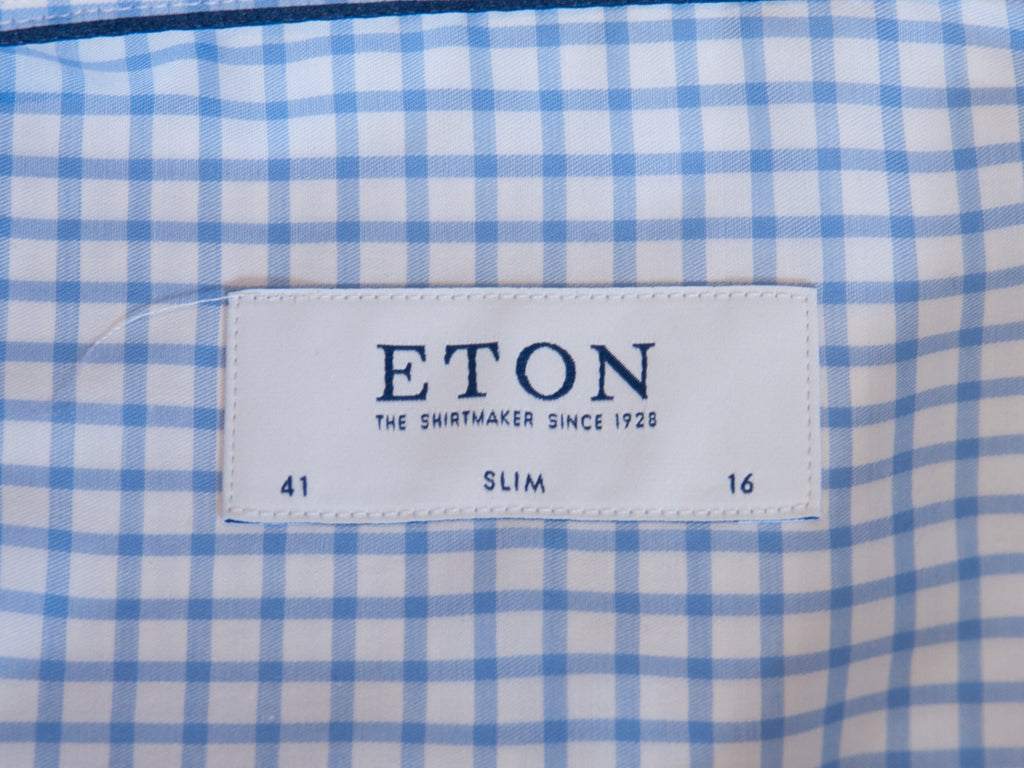 ETON
THE SHIRTMAKER SINCE 1928
41 SLIM 16